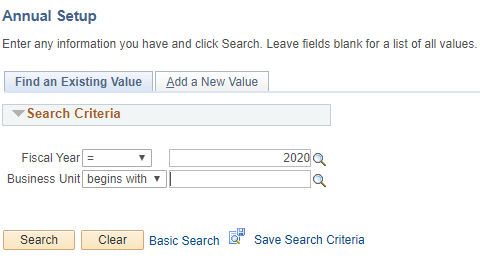 Annual Setup
Enter any information you have and click Search. Leave fields blank for a list of all values.
Find an Existing Value Add a New Value
Search Criteria
Fiscal Year = 2020
Business Unit begins with
Search Clear Basic Search Save Search Criteria